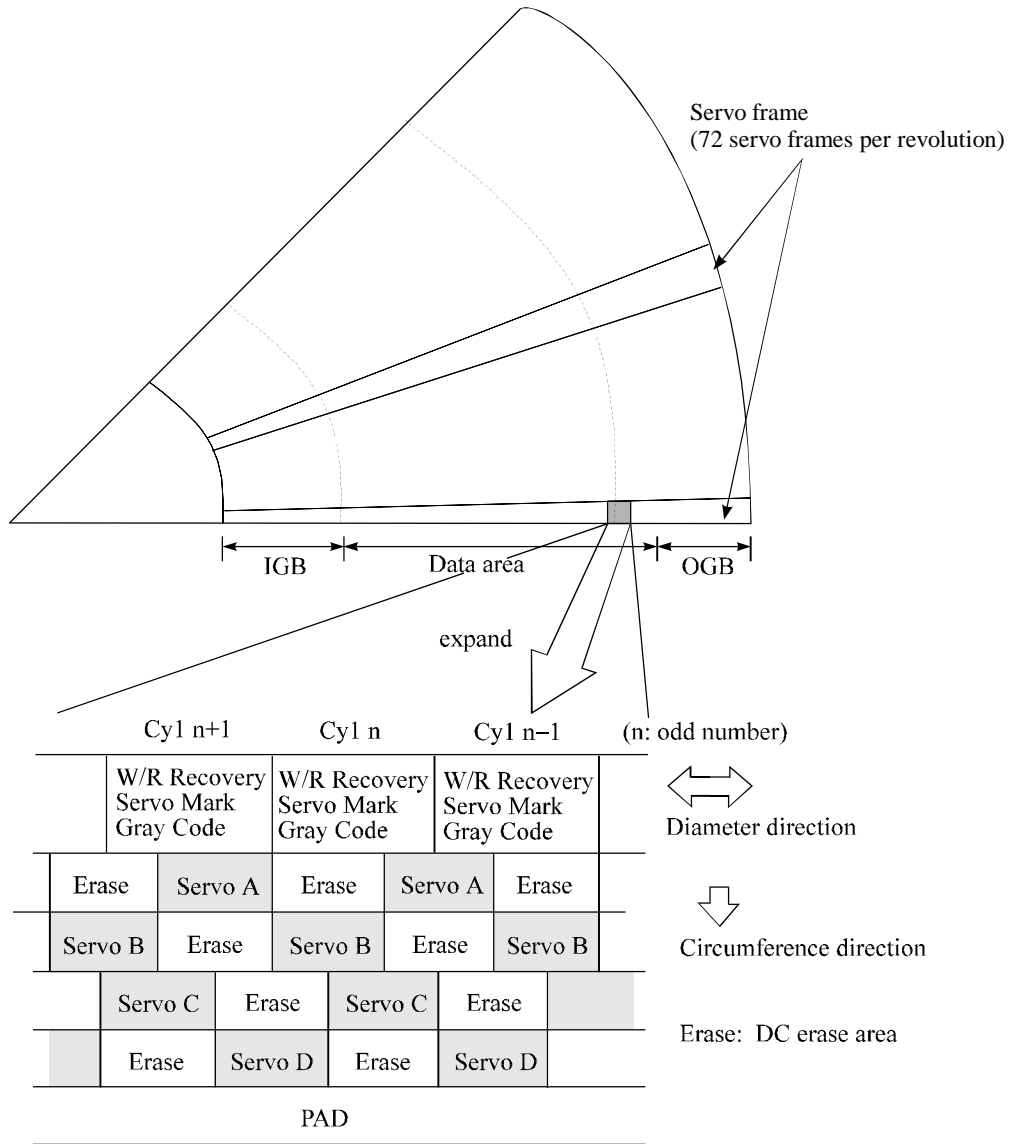 Servo frame
(72 servo frames per revolution)
IGB
Data area
OGB
expand
Cy1 n+1
Cy1 n
Cy1 n−1
(n: odd number)
W/R Recovery
Servo Mark
Gray Code
W/R Recovery
Servo Mark
Gray Code
W/R Recovery
Servo Mark
Gray Code
Diameter direction
Erase
Servo A
Erase
Servo A
Erase
Servo B
Erase
Servo B
Erase
Servo B
Circumference direction
Servo C
Erase
Servo C
Erase
Erase: DC erase area
Erase
Servo D
Erase
Servo D
PAD